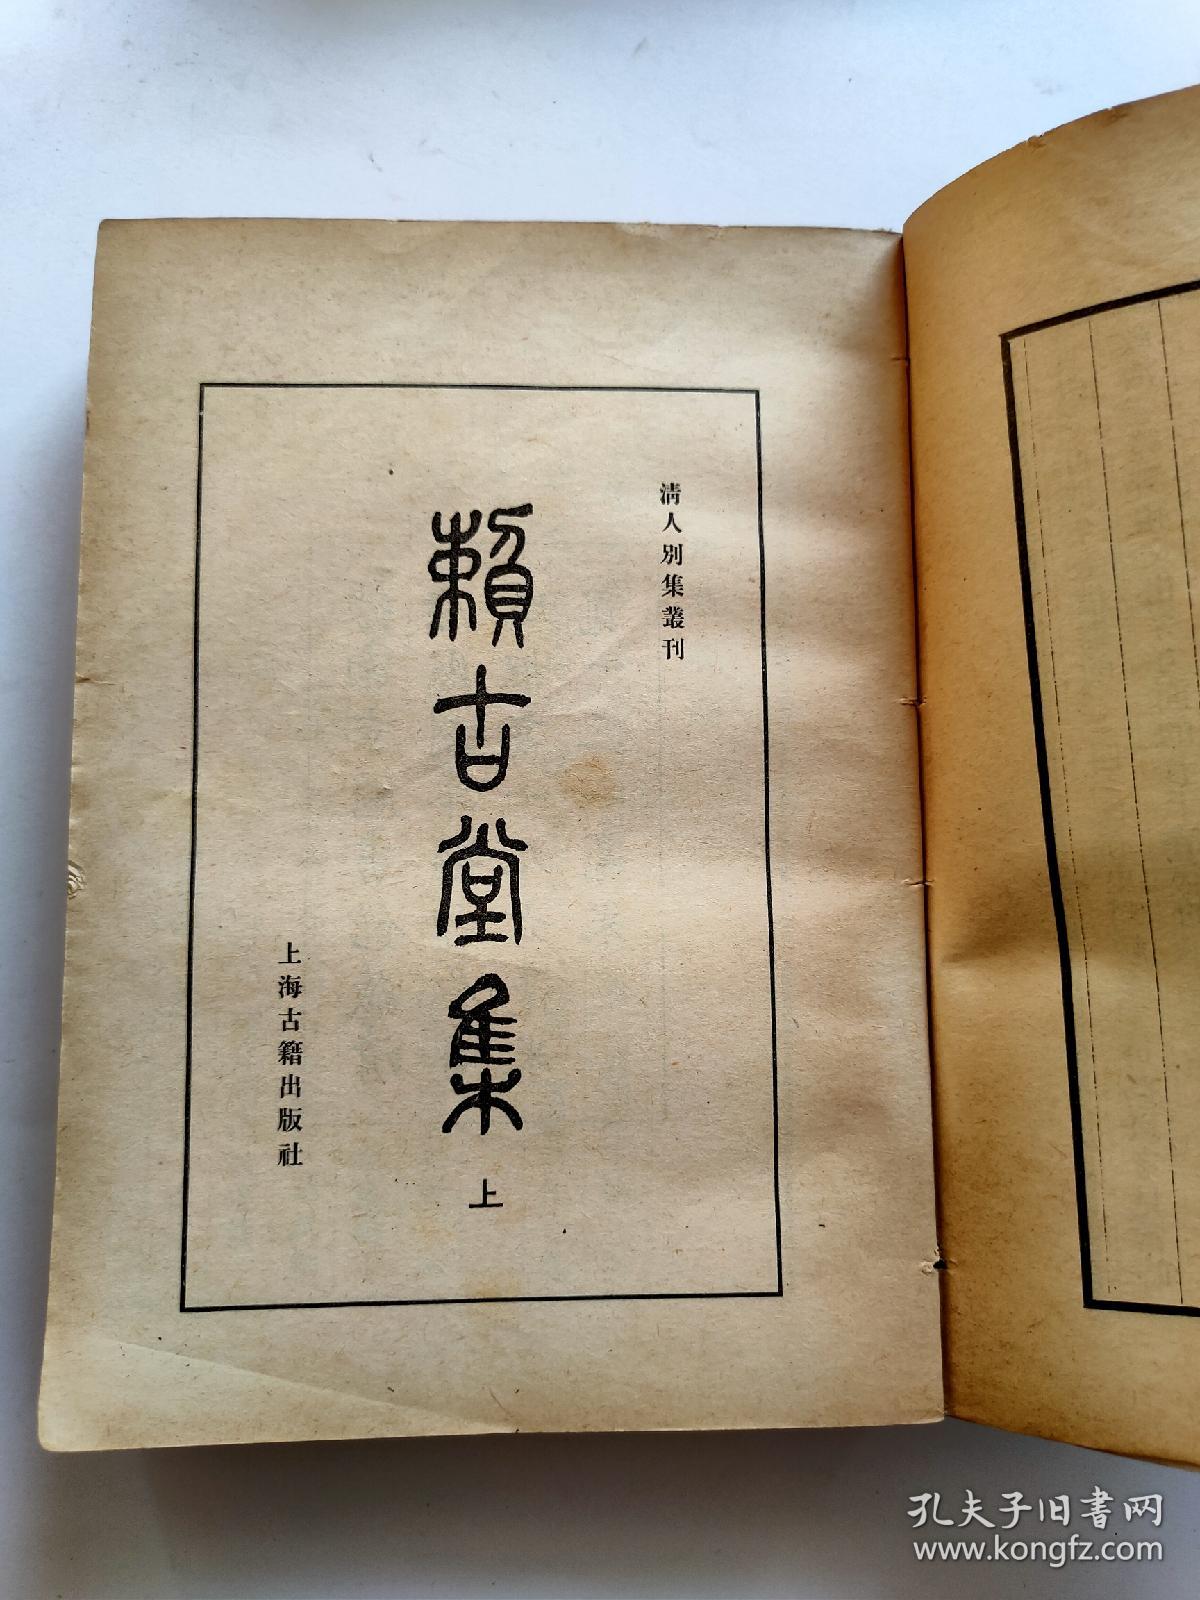 清人別集叢刊
賴古堂集
上
上海古籍出版社
孔夫子旧书网
www.kongfz.com